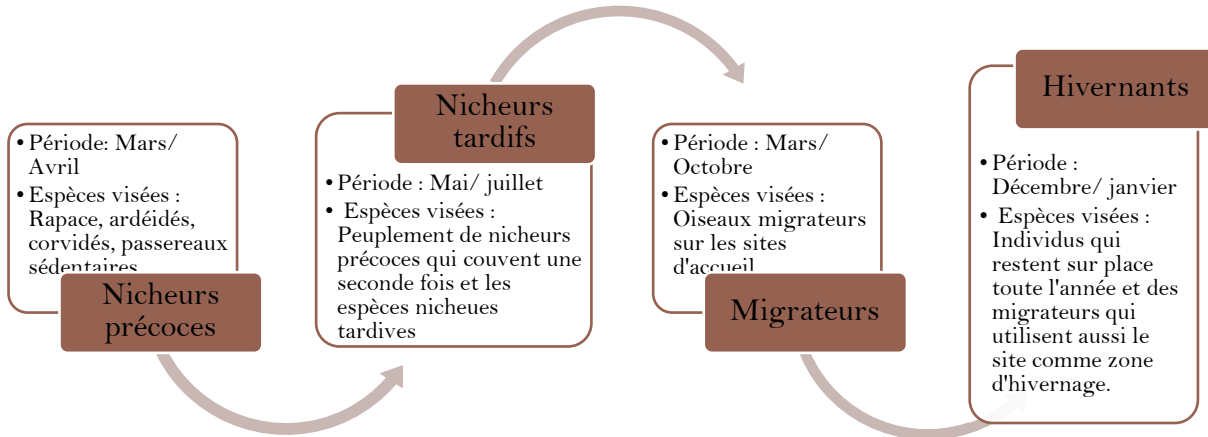 • Période: Mars/
Avril
• Espèces visées :
Rapace, ardéidés,
corvidés, passereaux
sédentaires
Nicheurs
précoces
Nicheurs
tardifs
• Période : Mai/ juillet
• Espèces visées :
Peuplement de nicheurs
précoces qui couvent une
seconde fois et les
espèces nicheues
tardives
• Période : Mars/
Octobre
• Espèces visées :
Oiseaux migrateurs
sur les sites
d'accueil
Migrateurs
Hivernants
• Période :
Décembre/ janvier
• Espèces visées :
Individus qui
restent sur place
toute l'année et des
migrateurs qui
utilisent aussi le
site comme zone
d'hivernage.